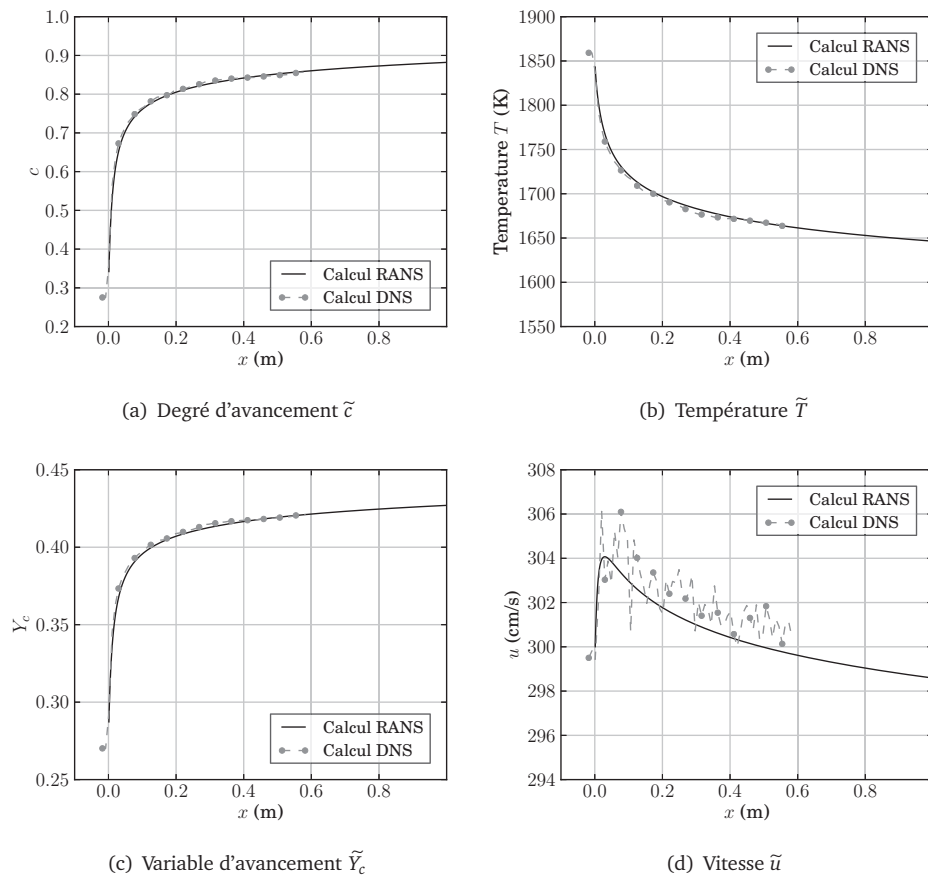 1.0
0.9
0.8
0.7
0.6
0.5
0.4
0.3
0.2
c
Calcul RANS
Calcul DNS
0.0 0.2 0.4 0.6 0.8
x (m)
(a) Degré d'avancement c̃
1900
1850
1800
1750
1700
1650
1600
1550
Temperature T (K)
Calcul RANS
Calcul DNS
0.0 0.2 0.4 0.6 0.8
x (m)
(b) Température T̃
0.45
0.40
0.35
0.30
0.25
Y_c
Calcul RANS
Calcul DNS
0.0 0.2 0.4 0.6 0.8
x (m)
(c) Variable d'avancement Ỹ_c
308
306
304
302
300
298
296
294
u (cm/s)
Calcul RANS
Calcul DNS
0.0 0.2 0.4 0.6 0.8
x (m)
(d) Vitesse ũ